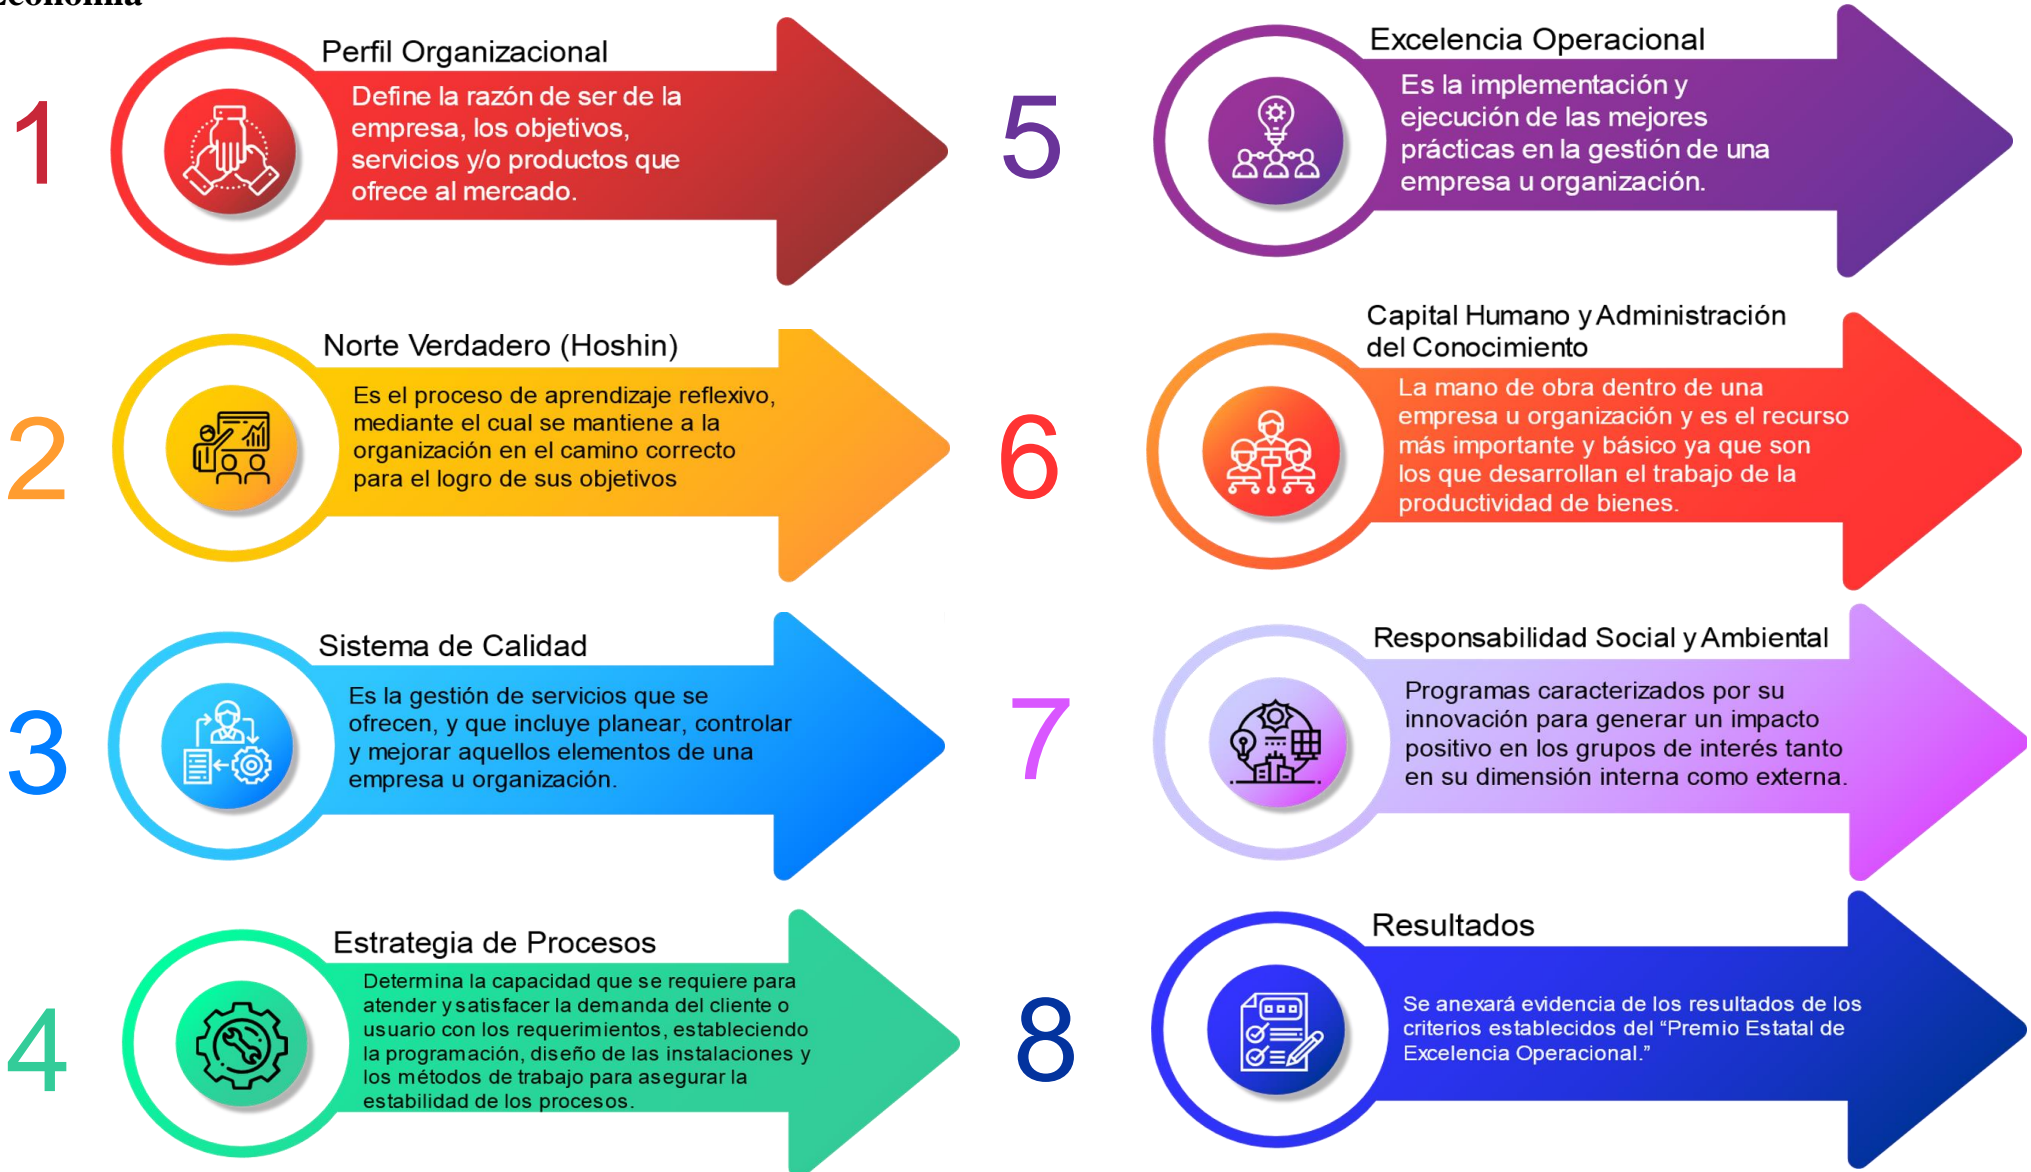 Economía
1
Perfil Organizacional
Define la razón de ser de la
empresa, los objetivos,
servicios y/o productos que
ofrece al mercado.
2
Norte Verdadero (Hoshin)
Es el proceso de aprendizaje reflexivo,
mediante el cual se mantiene a la
organización en el camino correcto
para el logro de sus objetivos
3
Sistema de Calidad
Es la gestión de servicios que se
ofrecen, y que incluye planear, controlar
y mejorar aquellos elementos de una
empresa u organización.
4
Estrategia de Procesos
Determina la capacidad que se requiere para
atender y satisfacer la demanda del cliente o
usuario con los requerimientos, estableciendo
la programación, diseño de las instalaciones y
los métodos de trabajo para asegurar la
estabilidad de los procesos.
5
Excelencia Operacional
Es la implementación y
ejecución de las mejores
prácticas en la gestión de una
empresa u organización.
6
Capital Humano y Administración
del Conocimiento
La mano de obra dentro de una
empresa u organización y es el recurso
más importante y básico ya que son
los que desarrollan el trabajo de la
productividad de bienes.
7
Responsabilidad Social y Ambiental
Programas caracterizados por su
innovación para generar un impacto
positivo en los grupos de interés tanto
en su dimensión interna como externa.
8
Resultados
Se anexará evidencia de los resultados de los
criterios establecidos del “Premio Estatal de
Excelencia Operacional.”